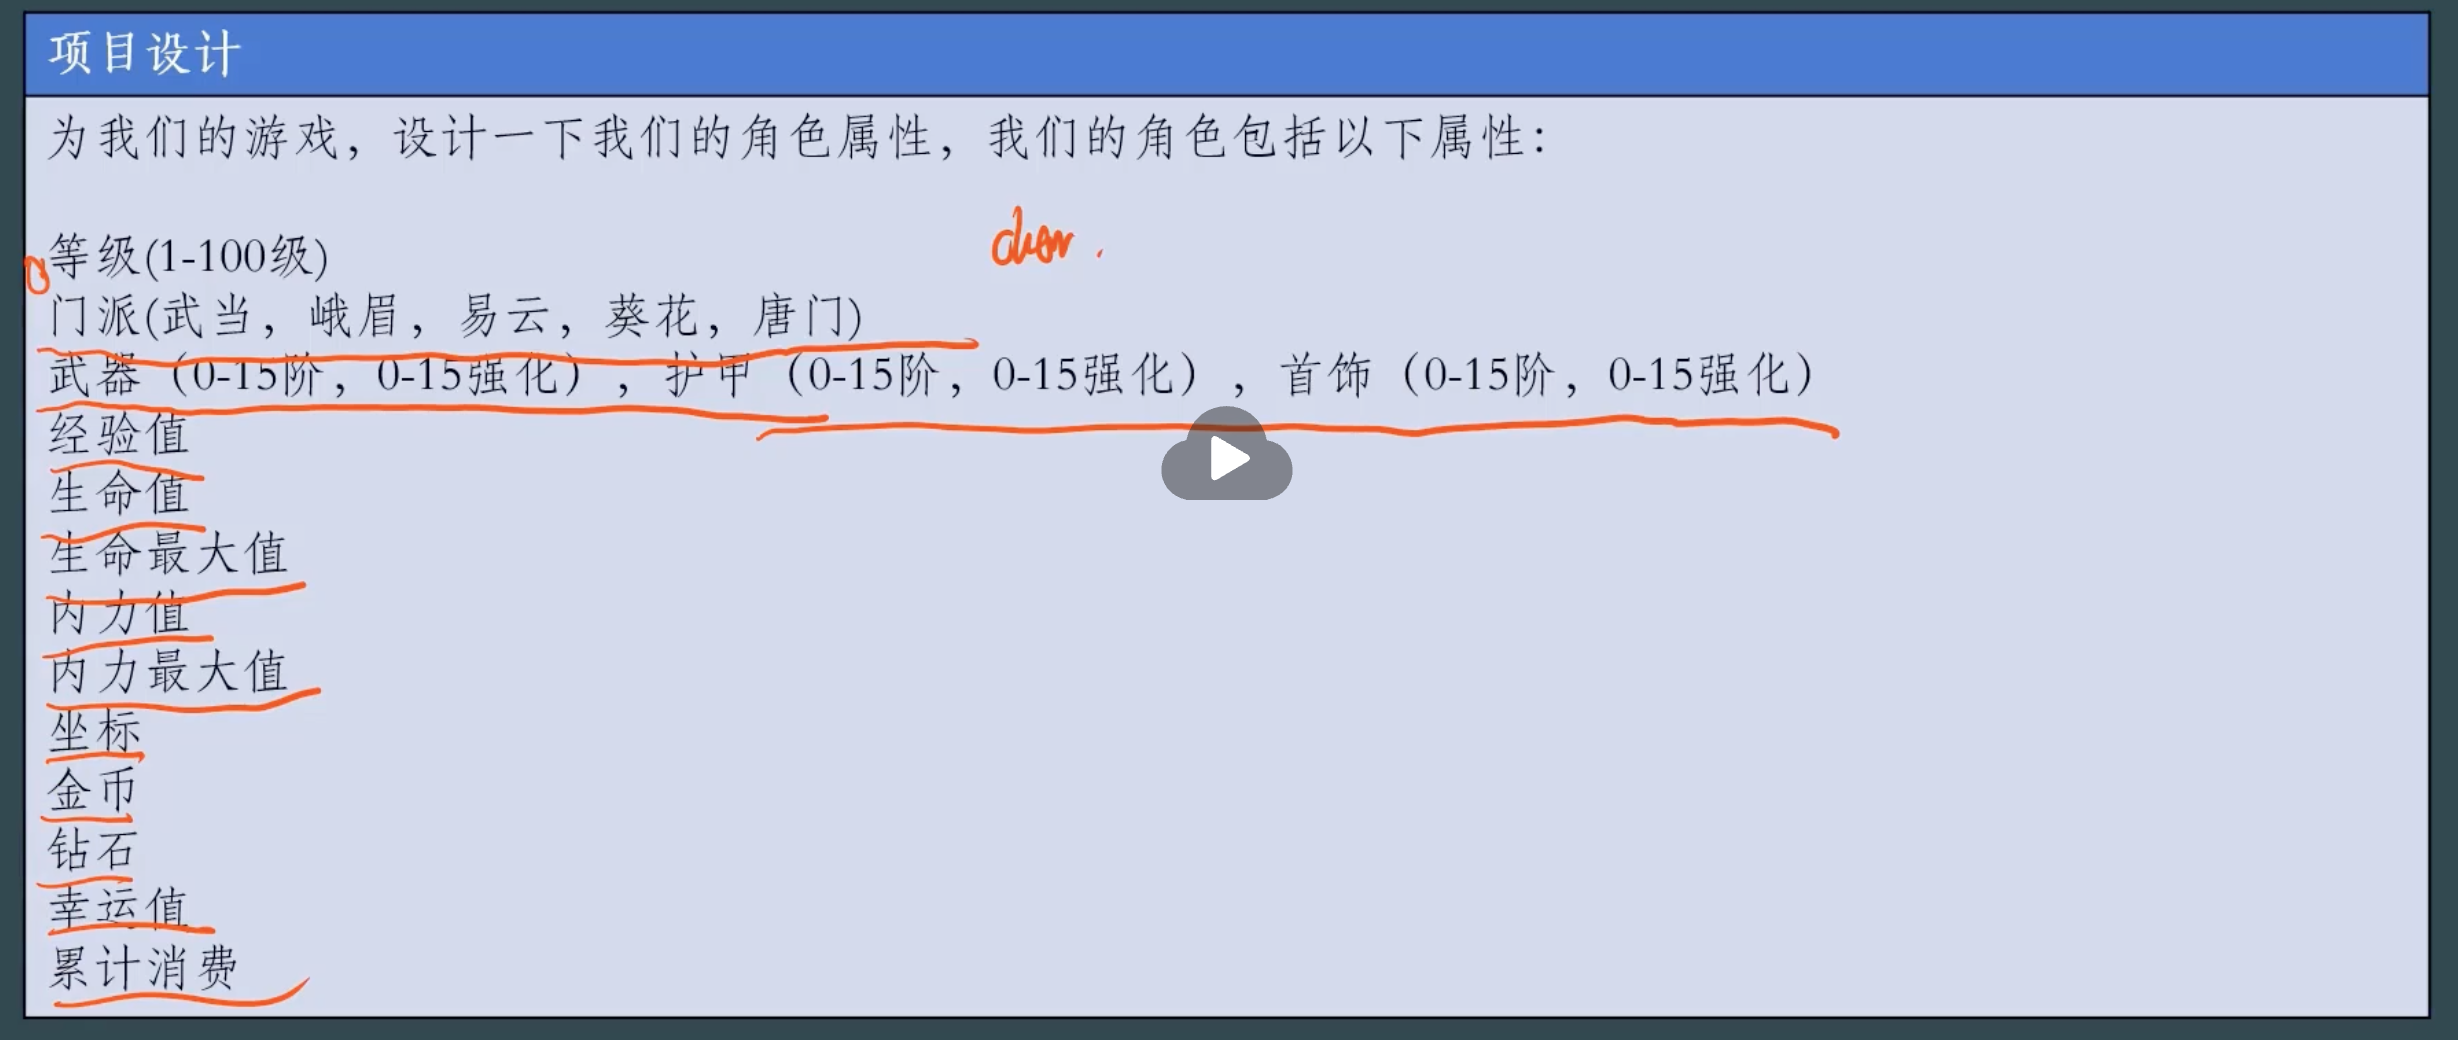 项目设计
为我们的游戏，设计一下我们的角色属性，我们的角色包括以下属性：
char
等级(1-100级)
门派(武当，峨眉，易云，葵花，唐门)
武器（0-15阶，0-15强化），护甲（0-15阶，0-15强化），首饰（0-15阶，0-15强化）
经验值
生命值
生命最大值
内力值
内力最大值
坐标
金币
钻石
幸运值
累计消费